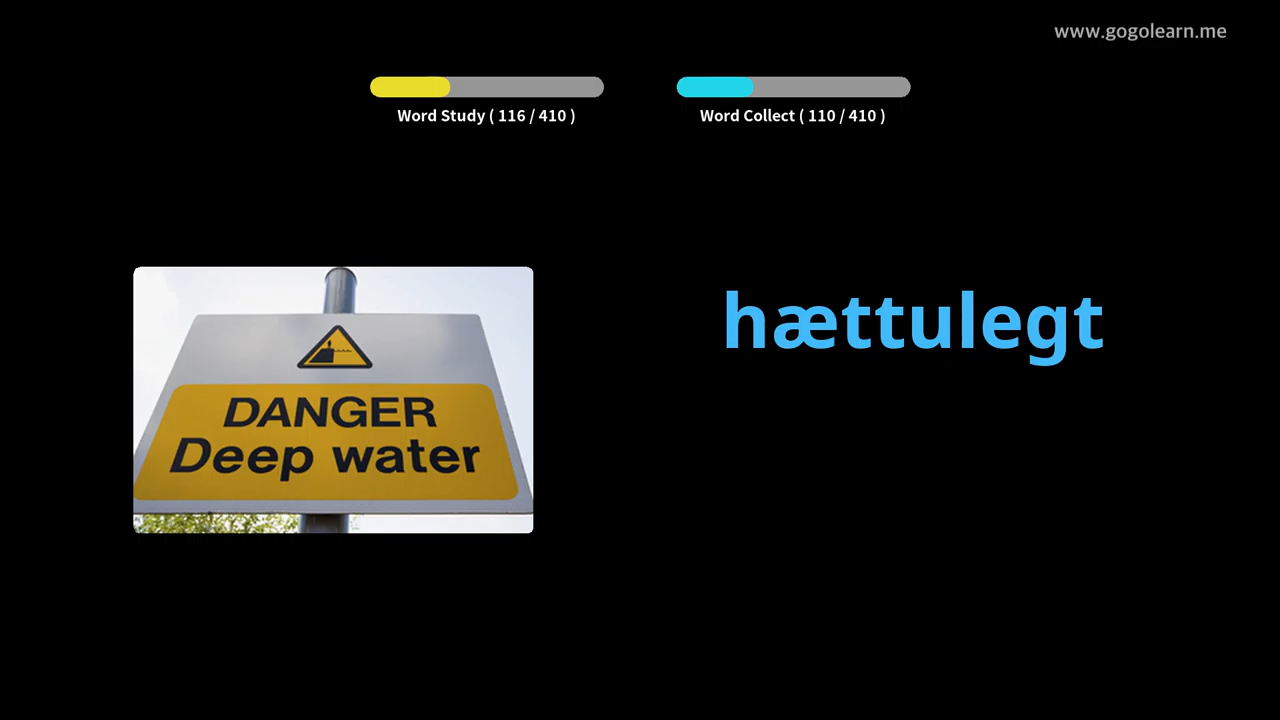 www.gogolearn.me
Word Study ( 116 / 410 )
Word Collect ( 110 / 410 )
DANGER
Deep water
hættulegt